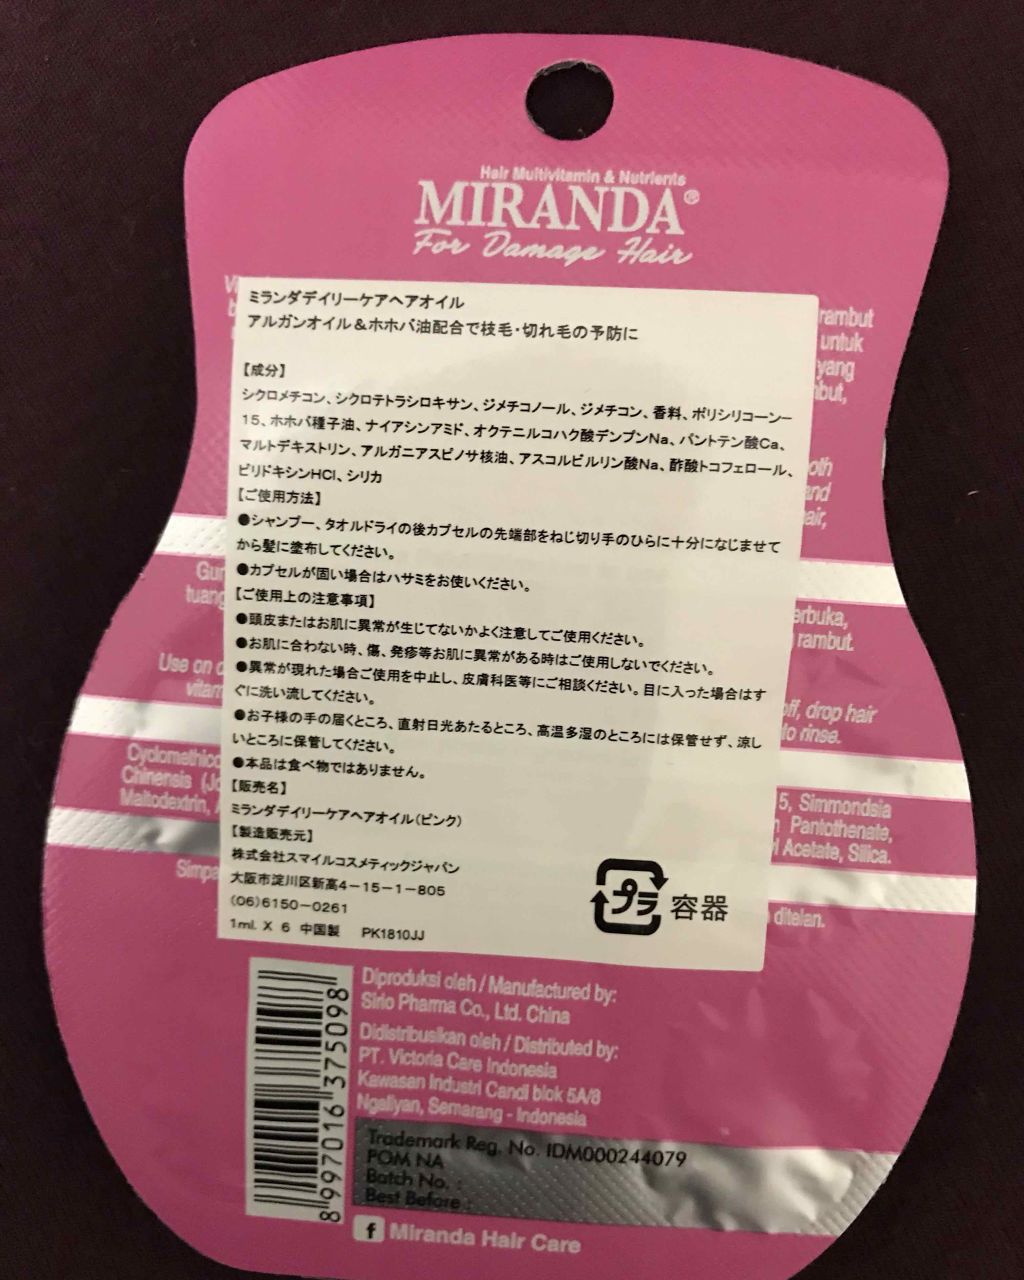 Hair Multivitamin & Nutrients
MIRANDA®
For Damage Hair
ミランダデイリーケアヘアオイル
アルガンオイル&ホホバ油配合で枝毛・切れ毛の予防に
【成分】
シクロメチコン、シクロテトラシロキサン、ジメチコノール、ジメチコン、香料、ポリシリコーンー
15、ホホバ種子油、ナイアシンアミド、オクテニルコハク酸デンプンNa、パントテン酸Ca、
マルトデキストリン、アルガニアスピノサ核油、アスコルビルリン酸Na、酢酸トコフェロール、
ピリドキシンHCl、シリカ
【ご使用方法】
●シャンプー、タオルドライの後カプセルの先端部をねじ切り手のひらに十分になじませて
から髪に塗布してください。
●カプセルが固い場合はハサミをお使いください。
【ご使用上の注意事項】
●頭皮またはお肌に異常が生じてないかよく注意してご使用ください。
●お肌に合わない時、傷、発疹等お肌に異常がある時はご使用しないでください。
●異常が現れた場合ご使用を中止し、皮膚科医等にご相談ください。目に入った場合はす
ぐに洗い流してください。
●お子様の手の届くところ、直射日光あたるところ、高温多湿のところには保管せず、涼し
いところに保管してください。
●本品は食べ物ではありません。
【販売名】
ミランダデイリーケアヘアオイル(ピンク)
【製造販売元】
株式会社スマイルコスメティックジャパン
大阪市淀川区新高4-15-1-805
(06)6150-0261
1ml. X 6 中国製 PK1810JJ
プラ 容器
rambut
untuk
yang
but,
oth
and
air,
Gun
tuang
erbuka,
rambut.
Use on d
vitam
off, drop hair
to rinse.
Cyclomethico
Chinensis (Jo
Maltodextrin, A
5, Simmondsia
n Pantothenate,
yl Acetate, Silica.
Simpa
ditelan.
8997016375098
Diproduksi oleh / Manufactured by:
Sirio Pharma Co., Ltd. China
Didistribusikan oleh / Distributed by:
PT. Victoria Care Indonesia
Kawasan Industri Candi blok 5A/8
Ngaliyan, Semarang - Indonesia
Trademark Reg. No. IDM000244079
POM NA
Batch No. :
Best Before :
f Miranda Hair Care